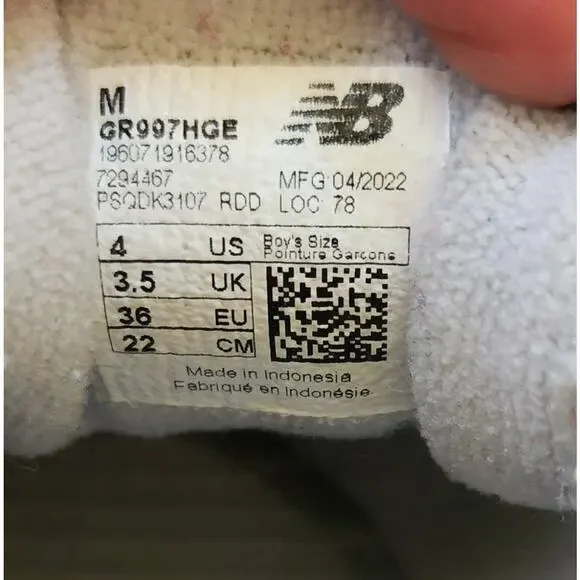 M
NB
GR997HGE
196071916378
7294467 MFG:04/2022
PSQDK3107 RDD LOC: 78
4 US Boy's Size
Pointure Garcons
3.5 UK
36 EU
22 CM
Made in Indonesia
Fabriqué en Indonésie